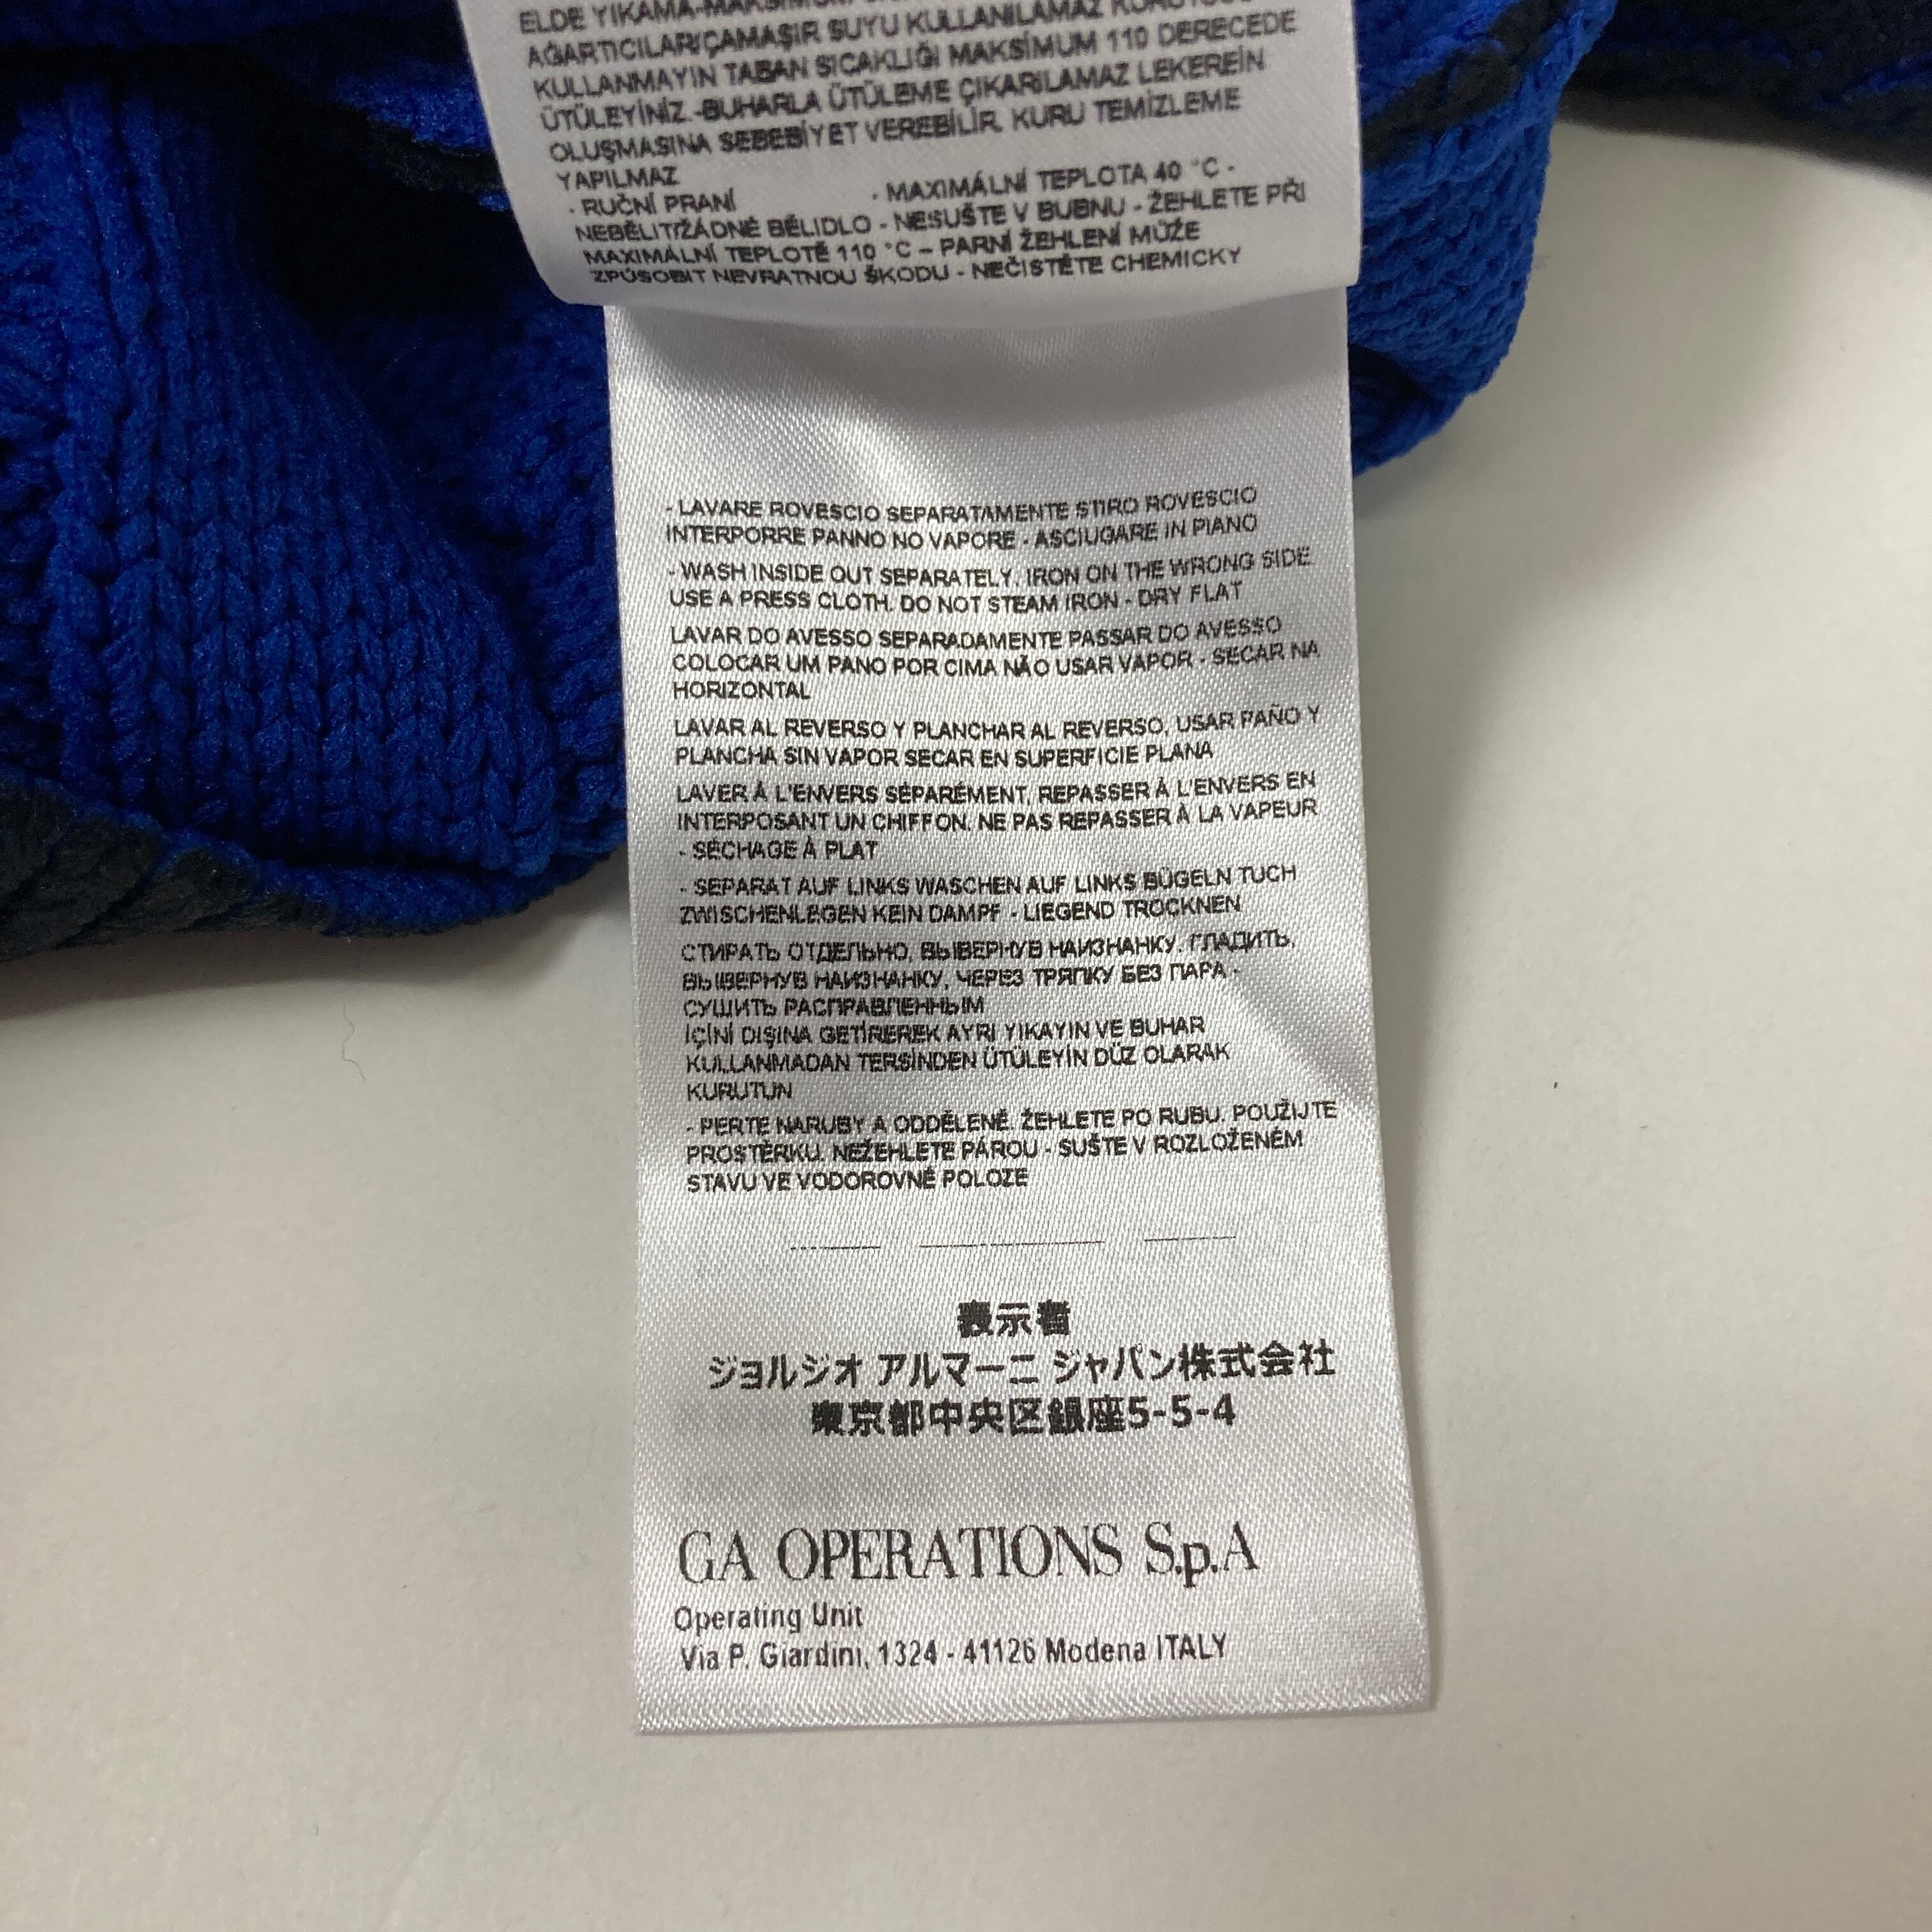 ELDE YIKAMA-MAKSİMUM
AĞARTICILAR/ÇAMAŞIR SUYU KULLANILAMAZ
KULLANMAYIN TABAN SICAKLIĞI MAKSİMUM 110 DERECEDE
ÜTÜLEYİNİZ.-BUHARLA ÜTÜLEME ÇIKARILAMAZ LEKEREİN
OLUŞMASINA SEBEBİYET VEREBİLİR. KURU TEMİZLEME
YAPILMAZ
- RUČNÍ PRANÍ - MAXIMÁLNÍ TEPLOTA 40 °C -
NEBĚLIT/ŽÁDNÉ BĚLIDLO - NESUŠTE V BUBNU - ŽEHLETE PŘI
MAXIMÁLNÍ TEPLOTĚ 110 °C – PARNÍ ŽEHLENÍ MŮŽE
ZPŮSOBIT NEVRATNOU ŠKODU - NEČISTĚTE CHEMICKY
- LAVARE ROVESCIO SEPARATAMENTE STIRO ROVESCIO
INTERPORRE PANNO NO VAPORE - ASCIUGARE IN PIANO
- WASH INSIDE OUT SEPARATELY. IRON ON THE WRONG SIDE.
USE A PRESS CLOTH. DO NOT STEAM IRON - DRY FLAT
LAVAR DO AVESSO SEPARADAMENTE PASSAR DO AVESSO
COLOCAR UM PANO POR CIMA NÃO USAR VAPOR - SECAR NA
HORIZONTAL
LAVAR AL REVERSO Y PLANCHAR AL REVERSO, USAR PAÑO Y
PLANCHA SIN VAPOR SECAR EN SUPERFICIE PLANA
LAVER À L'ENVERS SÉPARÉMENT, REPASSER À L'ENVERS EN
INTERPOSANT UN CHIFFON. NE PAS REPASSER À LA VAPEUR
- SÉCHAGE À PLAT
- SEPARAT AUF LINKS WASCHEN AUF LINKS BÜGELN TUCH
ZWISCHENLEGEN KEIN DAMPF - LIEGEND TROCKNEN
СТИРАТЬ ОТДЕЛЬНО, ВЫВЕРНУВ НАИЗНАНКУ. ГЛАДИТЬ,
ВЫВЕРНУВ НАИЗНАНКУ, ЧЕРЕЗ ТРЯПКУ БЕЗ ПАРА -
СУШИТЬ РАСПРАВЛЕННЫМ
İÇİNİ DIŞINA GETİREREK AYRI YIKAYIN VE BUHAR
KULLANMADAN TERSİNDEN ÜTÜLEYİN DÜZ OLARAK
KURUTUN
- PERTE NARUBY A ODDĚLENĚ. ŽEHLETE PO RUBU. POUŽIJTE
PROSTĚRKU. NEŽEHLETE PÁROU - SUŠTE V ROZLOŽENÉM
STAVU VE VODOROVNÉ POLOZE
表示者
ジョルジオ アルマーニ ジャパン株式会社
東京都中央区銀座5-5-4
GA OPERATIONS S.p.A
Operating Unit
Via P. Giardini, 1324 - 41126 Modena ITALY